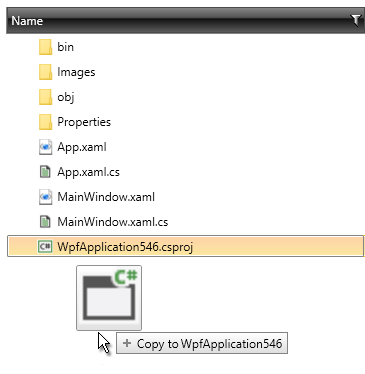 Name
bin
Images
obj
Properties
App.xaml
App.xaml.cs
MainWindow.xaml
MainWindow.xaml.cs
C# WpfApplication546.csproj
C#
+ Copy to WpfApplication546